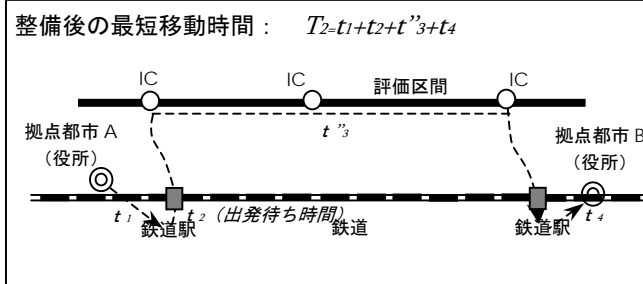 整備後の最短移動時間： T2=t1+t2+t”3+t4
IC IC IC
評価区間
t”3
拠点都市 A
（役所）
拠点都市 B
（役所）
t1 t2（出発待ち時間） t4
鉄道駅 鉄道 鉄道駅